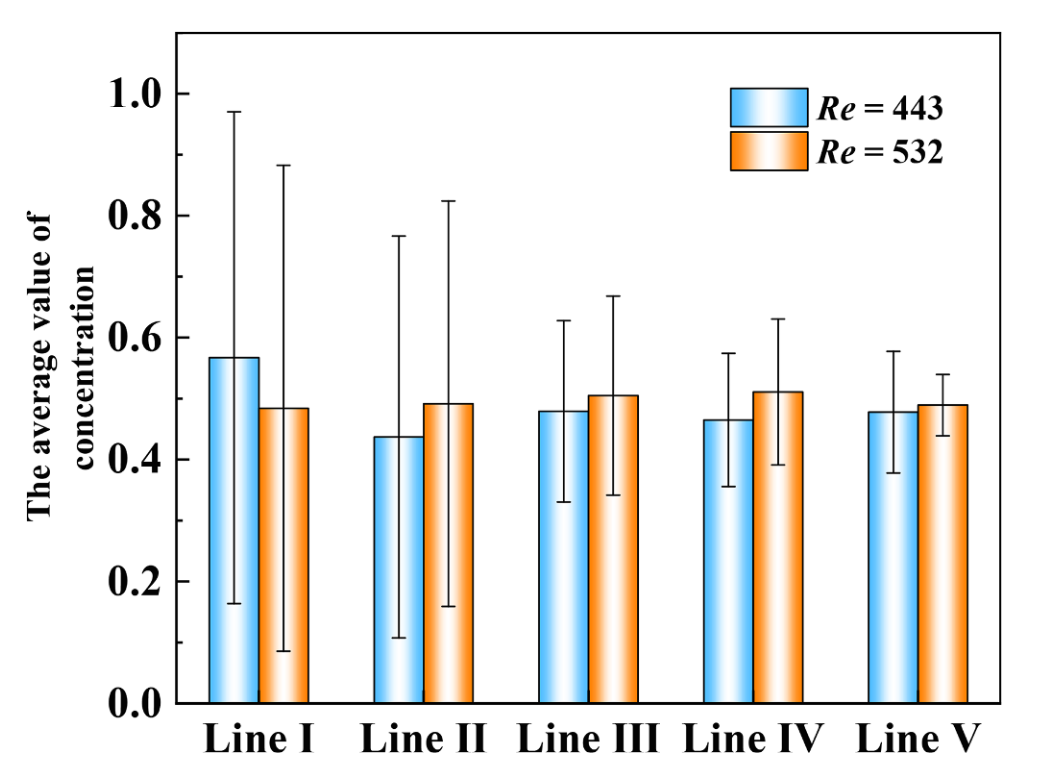 The average value of
concentration
1.0
0.8
0.6
0.4
0.2
0.0
Re = 443
Re = 532
Line I Line II Line III Line IV Line V